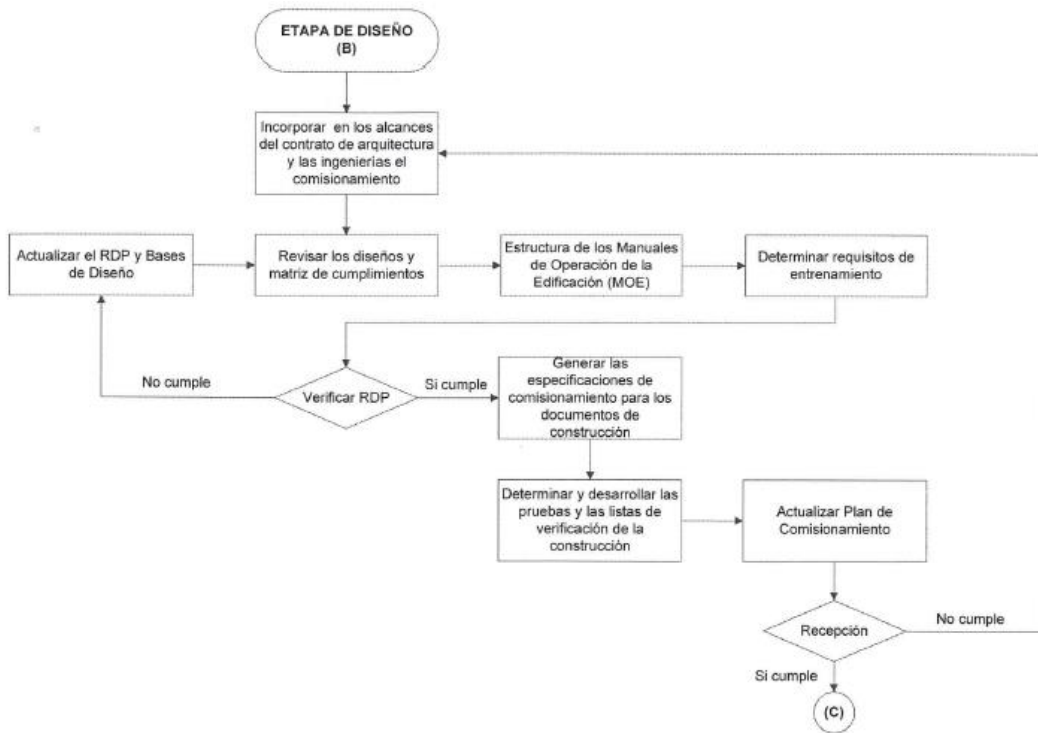 ETAPA DE DISEÑO
(B)
Incorporar en los alcances
del contrato de arquitectura
y las ingenierías el
comisionamiento
Actualizar el RDP y Bases
de Diseño
Revisar los diseños y
matriz de cumplimientos
Estructura de los Manuales
de Operación de la
Edificación (MOE)
Determinar requisitos de
entrenamiento
No cumple
Verificar RDP
Si cumple
Generar las
especificaciones de
comisionamiento para los
documentos de
construcción
Determinar y desarrollar las
pruebas y las listas de
verificación de la
construcción
Actualizar Plan de
Comisionamiento
Recepción
No cumple
Sí cumple
(C)